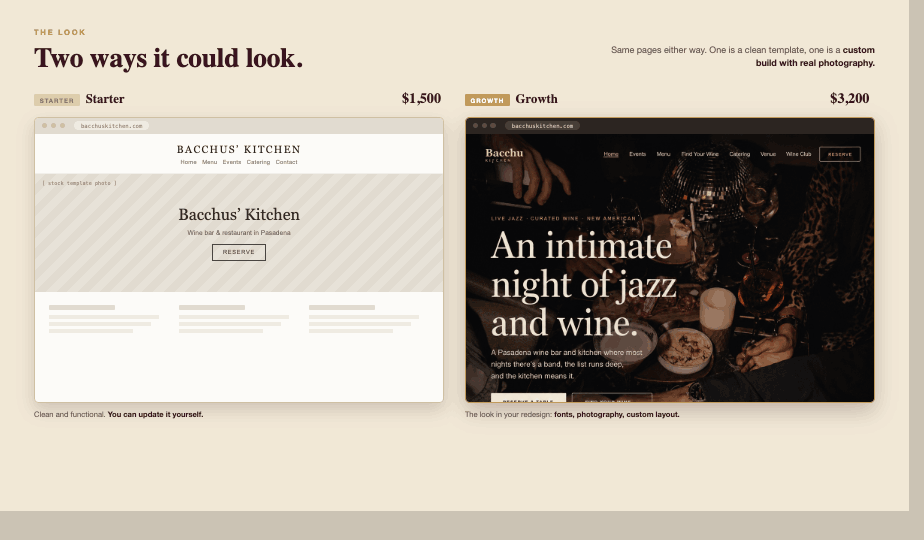 THE LOOK
Two ways it could look.
Same pages either way. One is a clean template, one is a custom
build with real photography.
STARTER Starter $1,500
bacchuskitchen.com
BACCHUS' KITCHEN
Home Menu Events Catering Contact
[ stock template photo ]
Bacchus' Kitchen
Wine bar & restaurant in Pasadena
RESERVE
Clean and functional. You can update it yourself.
GROWTH Growth $3,200
bacchuskitchen.com
Bacchu
KITCHEN
Home Events Menu Find Your Wine Catering Venue Wine Club RESERVE
LIVE JAZZ · CURATED WINE · NEW AMERICAN
An intimate
night of jazz
and wine.
A Pasadena wine bar and kitchen where most
nights there's a band, the list runs deep,
and the kitchen means it.
RESERVE A TABLE
The look in your redesign: fonts, photography, custom layout.